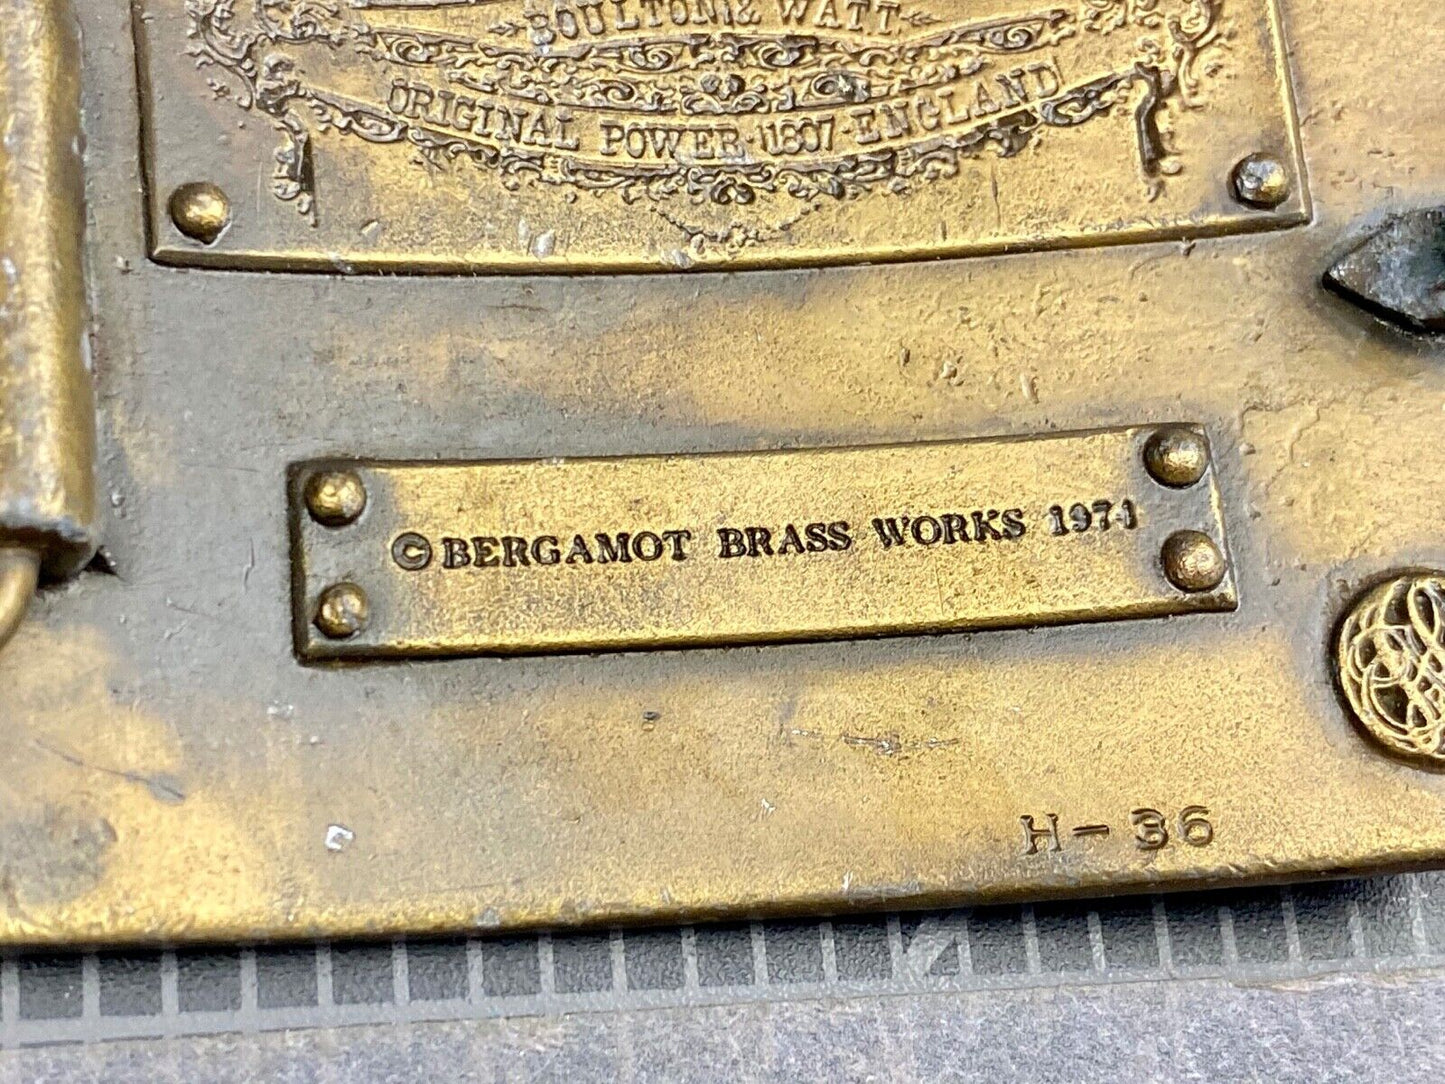 BOULTON & WATT
ORIGINAL POWER · 1807 · ENGLAND
©BERGAMOT BRASS WORKS 1974
H-36